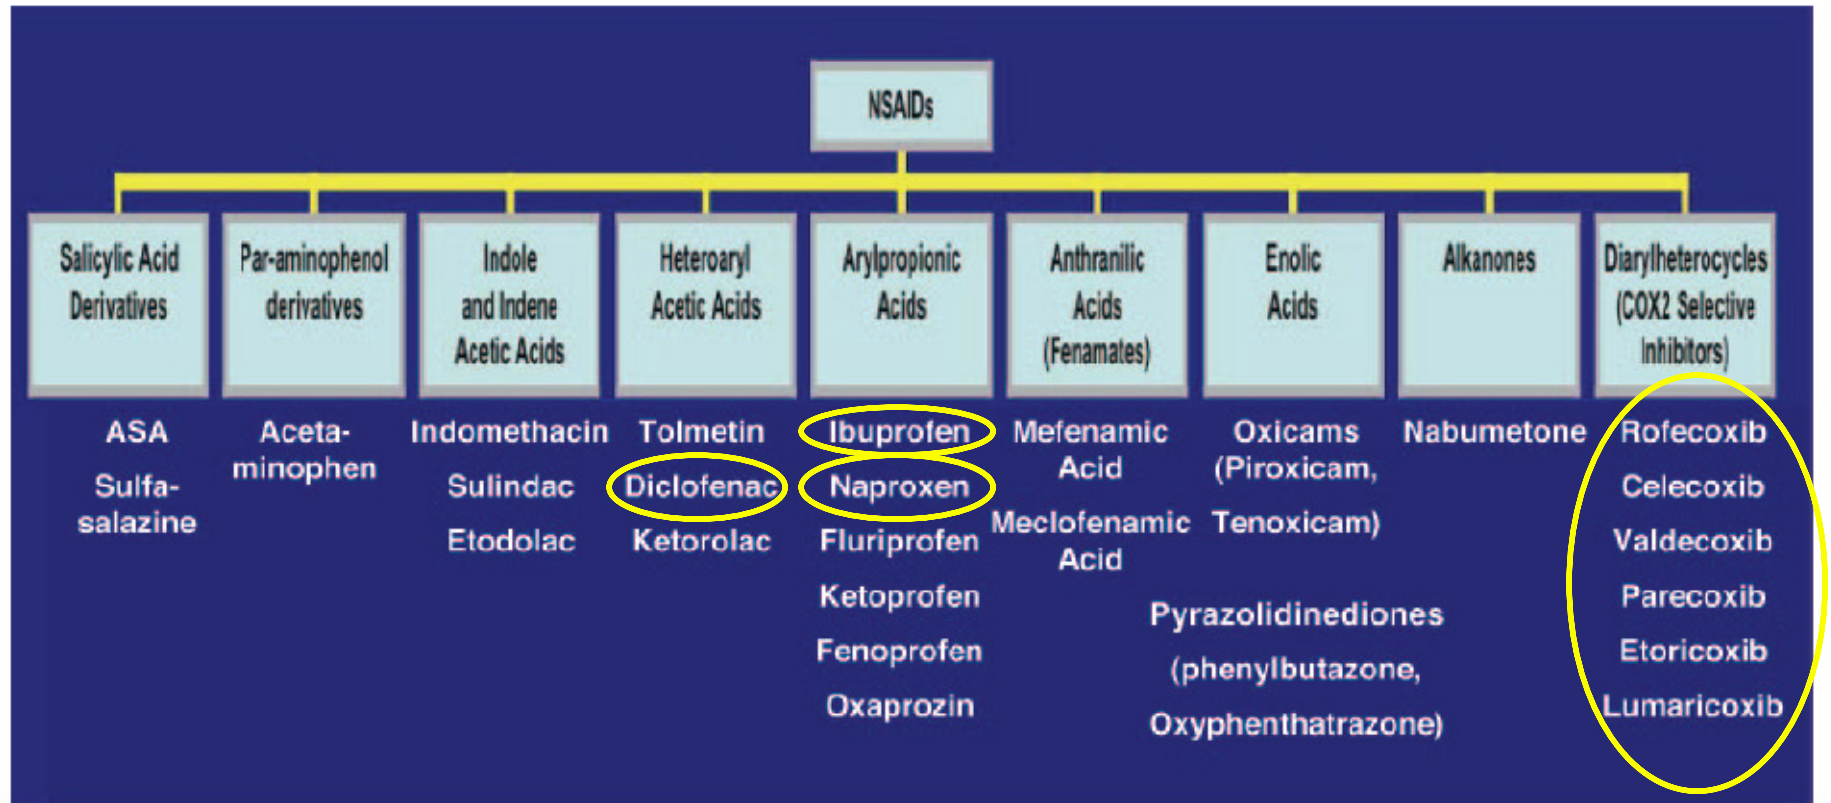 NSAIDs
Salicylic Acid
Derivatives
ASA
Sulfa-
salazine
Par-aminophenol
derivatives
Aceta-
minophen
Indole
and Indene
Acetic Acids
Indomethacin
Sulindac
Etodolac
Heteroaryl
Acetic Acids
Tolmetin
Diclofenac
Ketorolac
Arylpropionic
Acids
Ibuprofen
Naproxen
Fluriprofen
Ketoprofen
Fenoprofen
Oxaprozin
Anthranilic
Acids
(Fenamates)
Mefenamic
Acid
Meclofenamic
Acid
Enolic
Acids
Oxicams
(Piroxicam,
Tenoxicam)
Pyrazolidinediones
(phenylbutazone,
Oxyphenthatrazone)
Alkanones
Nabumetone
Diarylheterocycles
(COX2 Selective
Inhibitors)
Rofecoxib
Celecoxib
Valdecoxib
Parecoxib
Etoricoxib
Lumaricoxib